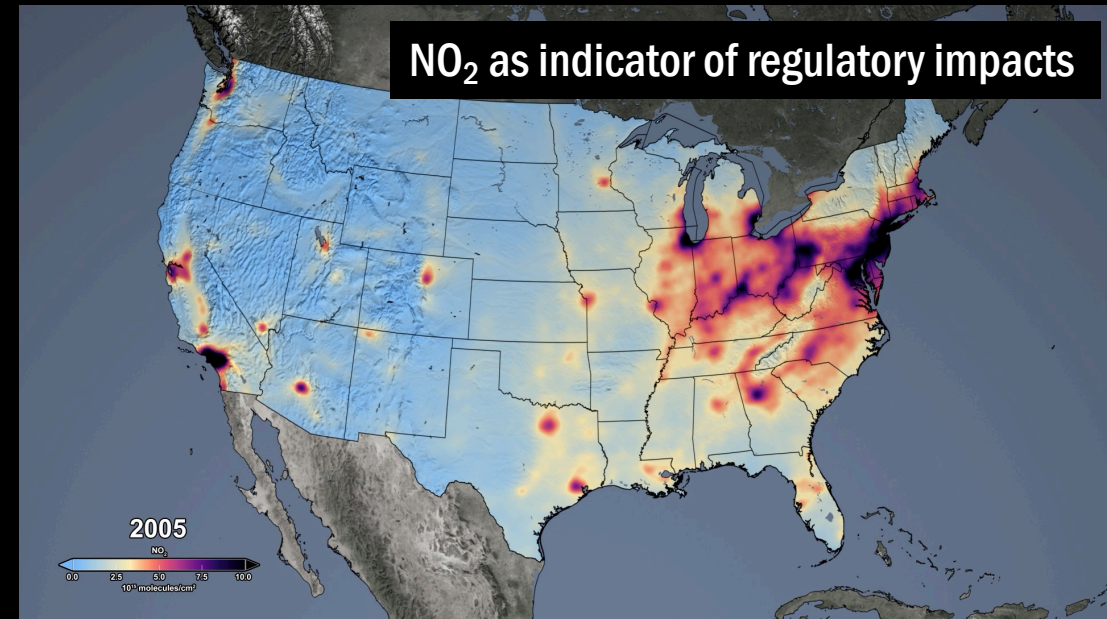 NO₂ as indicator of regulatory impacts
2005
NO₂
0.0 2.5 5.0 7.5 10.0
10¹⁵ molecules/cm²